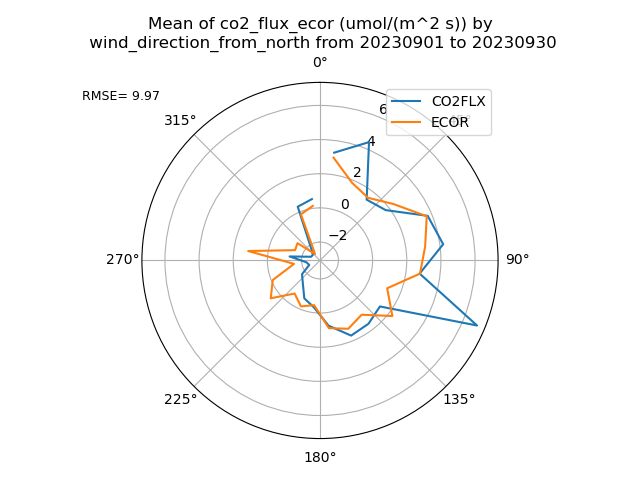 Mean of co2_flux_ecor (umol/(m^2 s)) by
wind_direction_from_north from 20230901 to 20230930
0°
RMSE= 9.97
315°
6
CO2FLX
ECOR
4
2
0
−2
270°
90°
225°
135°
180°